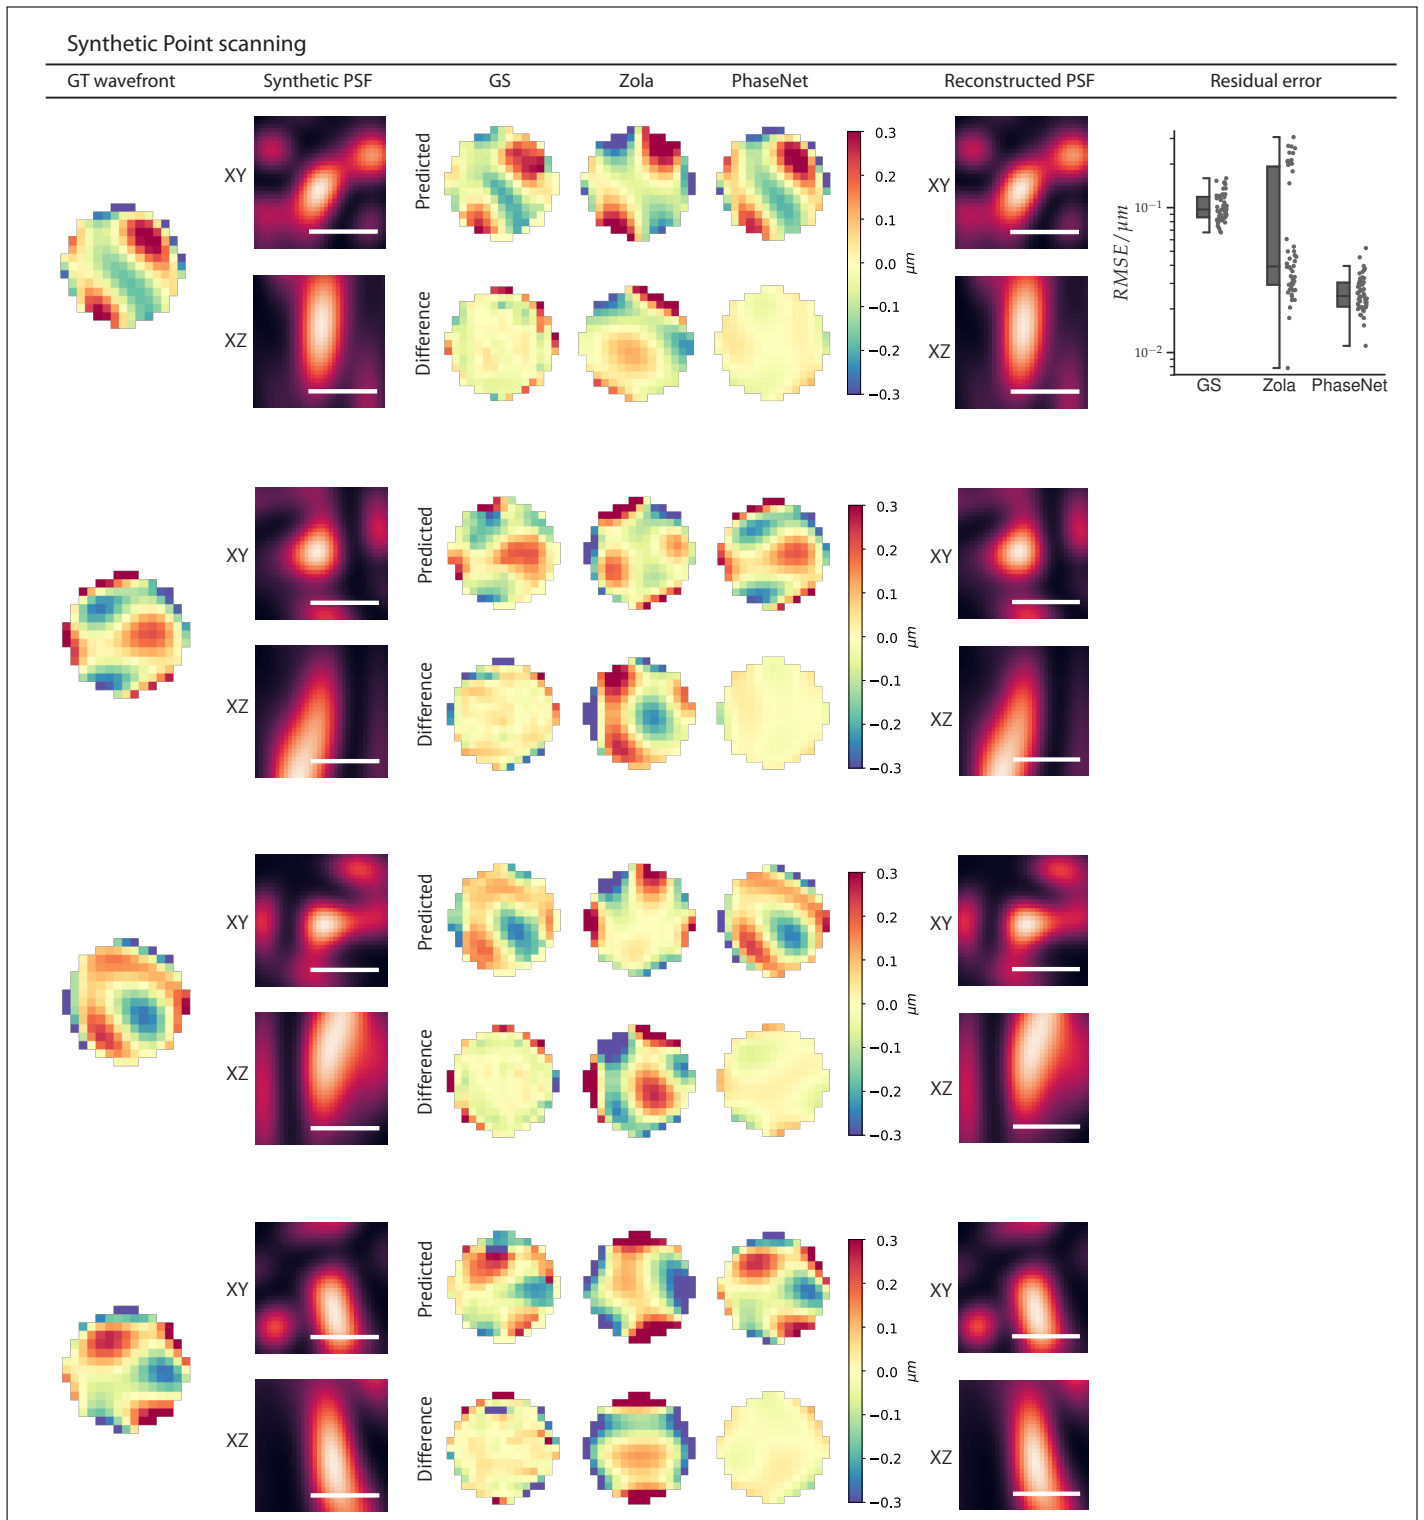 Synthetic Point scanning
GT wavefront Synthetic PSF GS Zola PhaseNet Reconstructed PSF Residual error
XY Predicted 0.3 0.2 0.1 0.0 −0.1 −0.2 −0.3 μm XY
XZ Difference XZ
RMSE/μm 10⁻¹ 10⁻²
GS Zola PhaseNet
XY Predicted 0.3 0.2 0.1 0.0 −0.1 −0.2 −0.3 μm XY
XZ Difference XZ
XY Predicted 0.3 0.2 0.1 0.0 −0.1 −0.2 −0.3 μm XY
XZ Difference XZ
XY Predicted 0.3 0.2 0.1 0.0 −0.1 −0.2 −0.3 μm XY
XZ Difference XZ